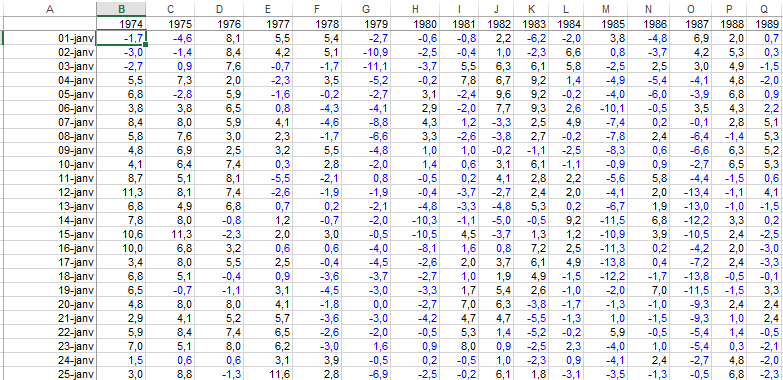 A B C D E F G H I J K L M N O P Q
1974 1975 1976 1977 1978 1979 1980 1981 1982 1983 1984 1985 1986 1987 1988 1989
01-janv -1,7 -4,6 8,1 5,5 5,4 -2,7 -0,6 -0,8 2,2 -6,2 -2,0 3,8 -4,8 6,9 2,0 0,7
02-janv -3,0 -1,4 8,4 4,2 5,1 -10,9 -2,5 -0,4 1,0 -2,3 6,6 0,8 -3,7 4,2 5,3 0,3
03-janv -2,7 0,9 7,6 -0,7 -1,7 -11,1 -3,7 5,5 6,3 6,1 5,8 -2,5 2,5 3,0 4,9 -1,5
04-janv 5,5 7,3 2,0 -2,3 3,5 -5,2 -0,2 7,8 6,7 9,2 1,4 -4,9 -5,4 -4,1 4,8 -2,0
05-janv 6,8 -2,8 5,9 -1,6 -0,2 -2,7 3,1 -2,4 9,6 9,2 -0,2 -4,0 -6,0 -3,9 6,8 0,9
06-janv 3,8 3,8 6,5 0,8 -4,3 -4,1 2,9 -2,0 7,7 9,3 2,6 -10,1 -0,5 3,5 4,3 2,2
07-janv 8,4 8,0 5,9 4,1 -4,6 -8,8 4,3 1,2 -3,3 2,5 4,9 -7,4 0,2 -0,1 2,8 5,1
08-janv 5,8 7,6 3,0 2,3 -1,7 -6,6 3,3 -2,6 -3,8 2,7 -0,2 -7,8 2,4 -6,4 -1,4 5,3
09-janv 4,8 6,9 2,5 3,2 5,5 -4,8 1,0 1,0 -0,2 -1,1 -2,5 -8,3 0,6 -6,6 6,3 5,2
10-janv 4,1 6,4 7,4 0,3 2,8 -2,0 1,4 0,6 3,1 6,1 -1,1 -0,9 0,9 -2,7 6,5 5,3
11-janv 8,7 5,1 8,1 -5,5 -2,1 0,8 -0,5 0,2 4,1 2,8 2,2 -5,6 5,8 -4,4 -1,5 0,6
12-janv 11,3 8,1 7,4 -2,6 -1,9 -1,9 -0,4 -3,7 -2,7 2,4 2,0 -4,1 2,0 -13,4 -1,1 4,1
13-janv 6,8 4,9 6,8 0,7 0,2 -2,1 -4,8 -3,3 -4,8 5,3 0,2 -6,7 1,9 -13,0 -1,0 -1,5
14-janv 7,8 8,0 -0,8 1,2 -0,7 -2,0 -10,3 -1,1 -5,0 -0,5 9,2 -11,5 6,8 -12,2 3,3 0,2
15-janv 10,6 11,3 -2,3 2,0 3,0 -0,5 -10,5 4,5 -3,7 1,3 1,2 -10,9 3,9 -10,5 2,4 -2,5
16-janv 10,0 6,8 3,2 0,6 0,6 -4,0 -8,1 1,6 0,8 7,2 2,5 -11,3 0,2 -4,2 2,0 -3,0
17-janv 3,4 8,0 5,5 2,5 -0,4 -4,5 -2,6 2,0 3,7 6,1 4,9 -13,8 0,4 -7,2 2,4 -3,3
18-janv 6,8 5,1 -0,4 0,9 -3,6 -3,7 -2,7 1,0 1,9 4,9 -1,5 -12,2 -1,7 -13,8 -0,5 -0,1
19-janv 6,5 -0,7 -1,1 3,1 -4,5 -3,0 -3,3 1,7 5,4 2,6 -1,0 -2,0 7,0 -11,5 -1,5 3,3
20-janv 4,8 8,0 8,0 4,1 -1,8 0,0 -2,7 7,0 6,3 -3,8 -1,7 -1,3 -1,0 -9,3 2,4 2,4
21-janv 2,9 4,1 5,2 5,7 -3,6 -3,0 -4,2 4,7 4,7 -5,5 -1,3 1,0 -1,5 -9,3 1,0 2,4
22-janv 5,9 8,4 7,4 6,5 -2,6 -2,0 -0,5 5,3 1,4 -5,2 -0,2 5,9 -0,5 -5,4 1,4 -0,5
23-janv 7,0 5,1 8,0 6,2 -3,0 1,6 0,9 8,0 0,9 -2,5 2,3 -4,0 1,0 -5,4 0,3 -2,1
24-janv 1,5 0,6 0,6 3,1 3,9 -0,5 0,2 -0,5 1,0 -2,3 0,9 -4,1 2,4 -2,7 4,8 -2,0
25-janv 3,0 8,8 -1,3 11,6 2,8 -6,9 -2,5 -0,2 6,1 1,8 -3,1 -3,5 -1,3 -0,5 6,8 -2,3